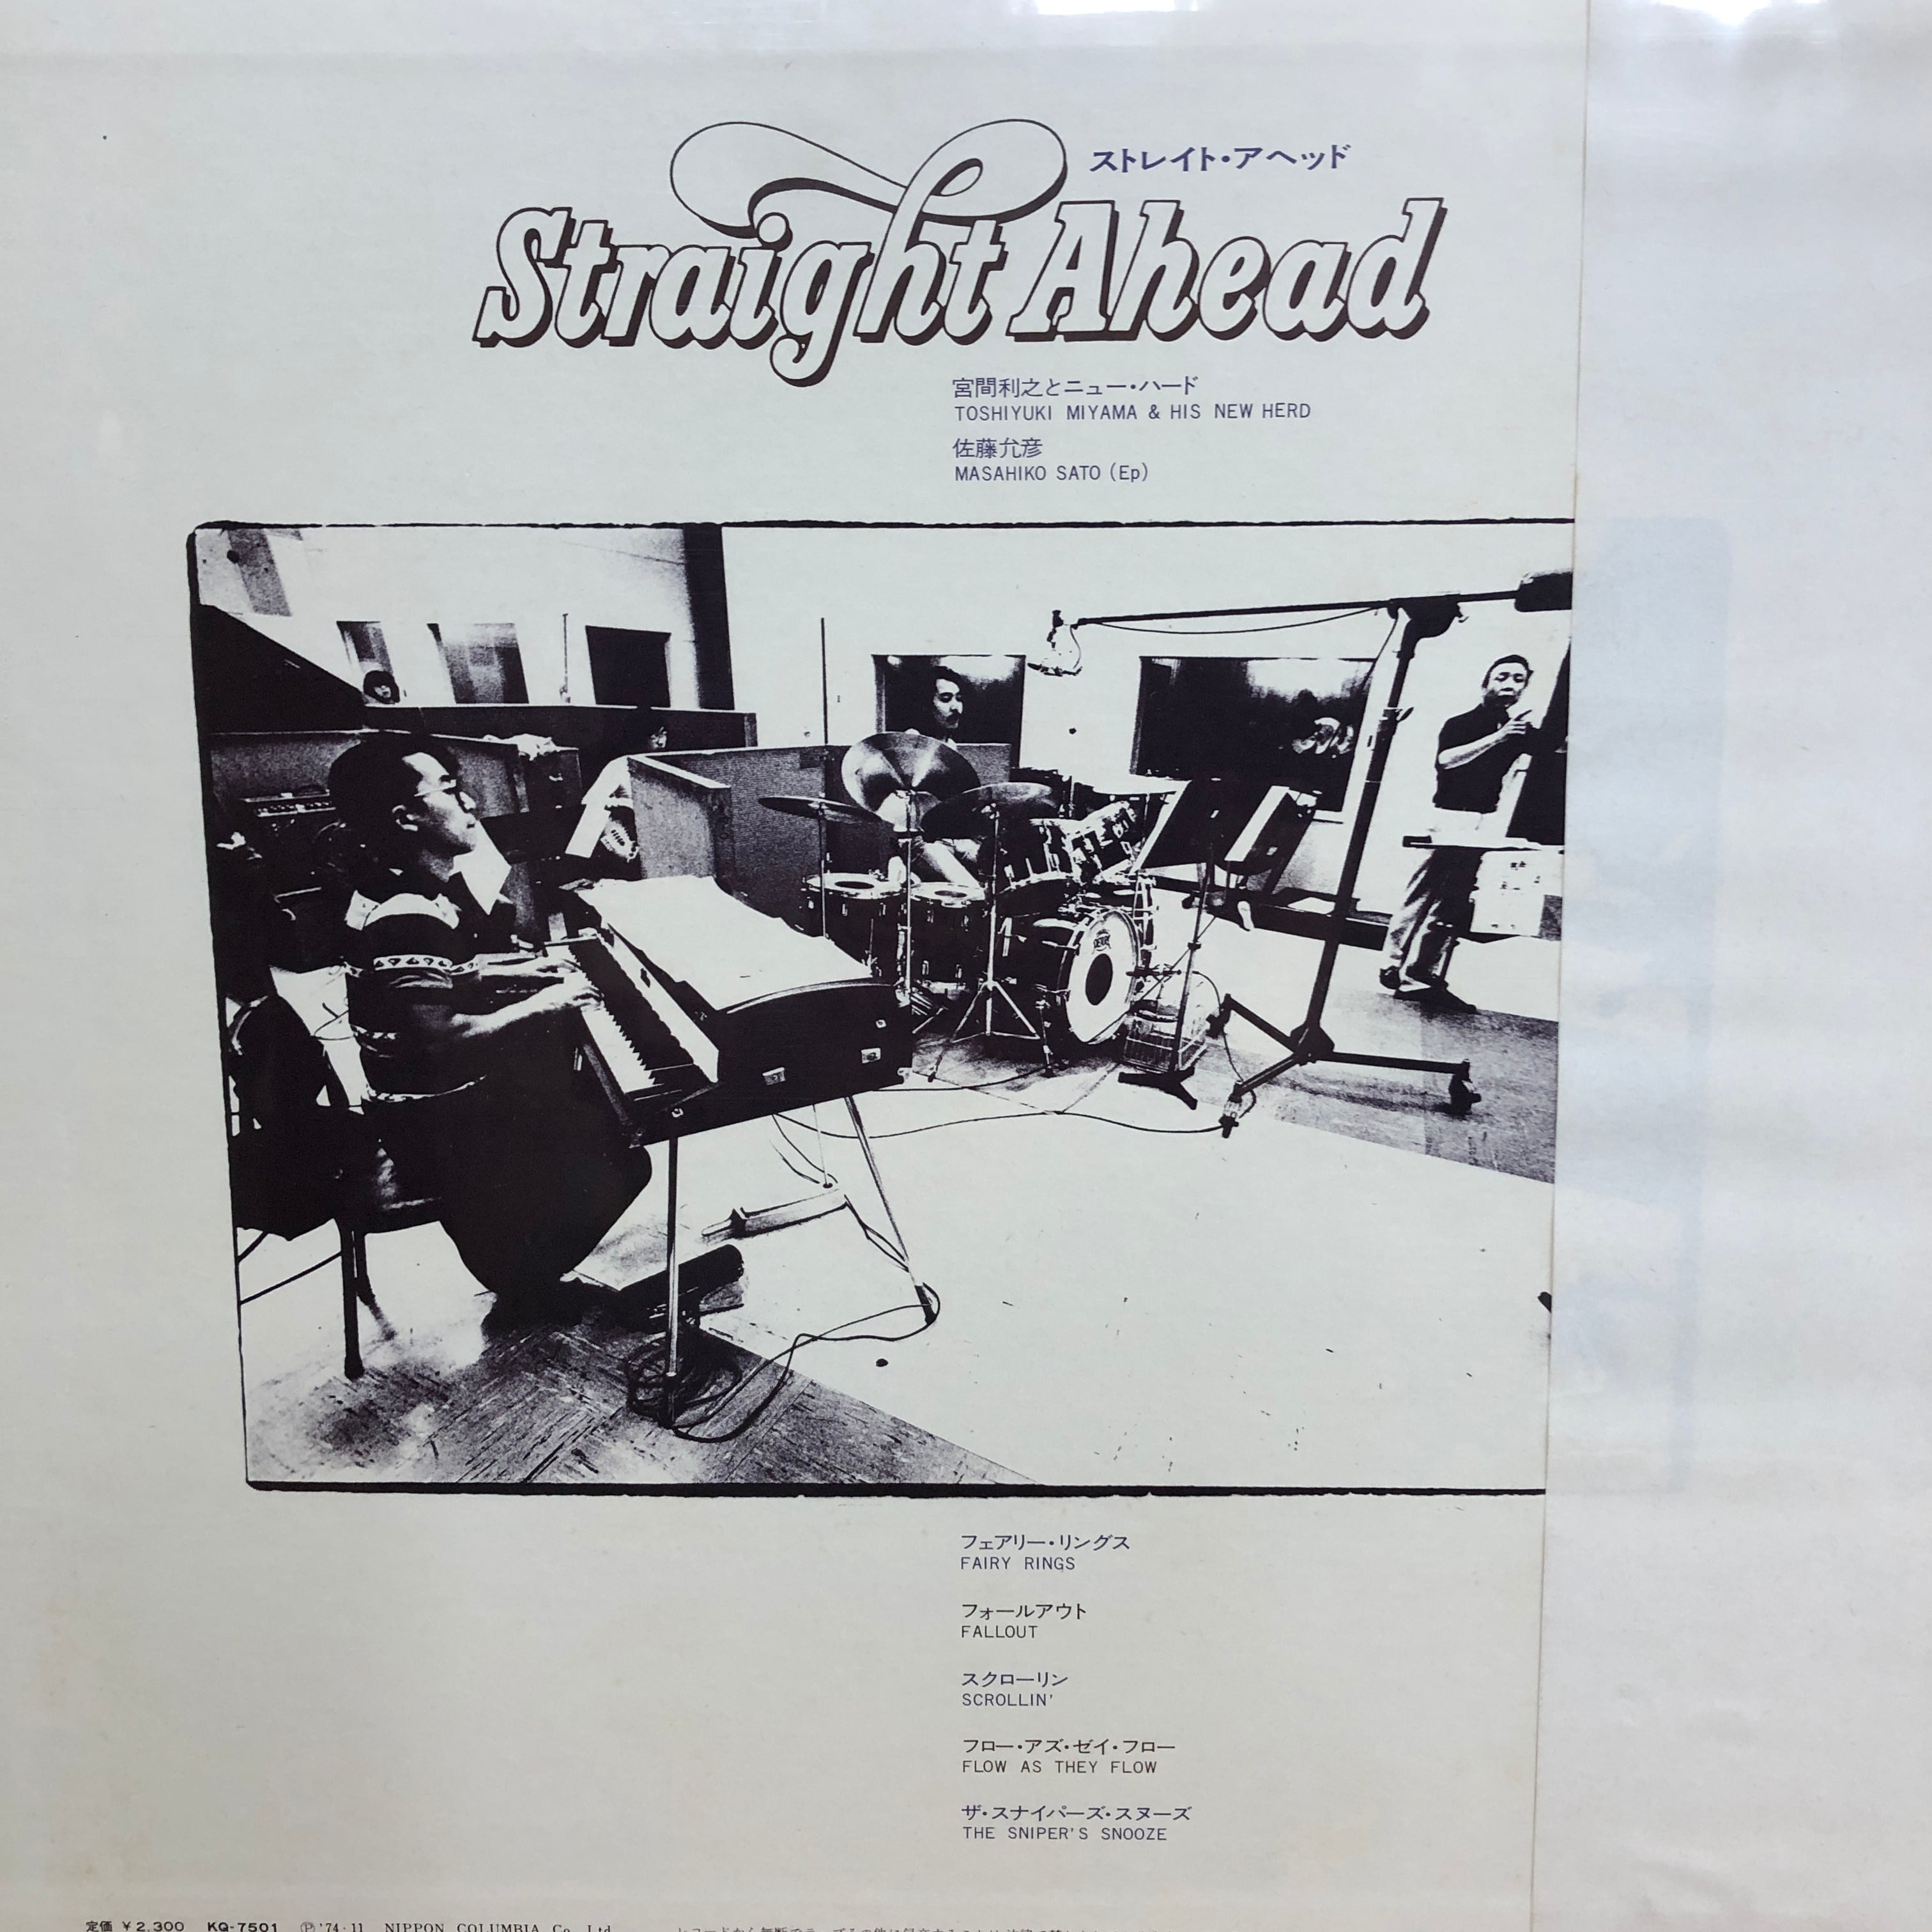 ストレイト・アヘッド
Straight Ahead
宮間利之とニュー・ハード
TOSHIYUKI MIYAMA & HIS NEW HERD
佐藤允彦
MASAHIKO SATO (Ep)
フェアリー・リングス
FAIRY RINGS
フォールアウト
FALLOUT
スクローリン
SCROLLIN'
フロー・アズ・ゼイ・フロー
FLOW AS THEY FLOW
ザ・スナイパーズ・スヌーズ
THE SNIPER'S SNOOZE
定価 ¥2,300 KQ-7501 Ⓟ'74·11 NIPPON COLUMBIA Co. Ltd.